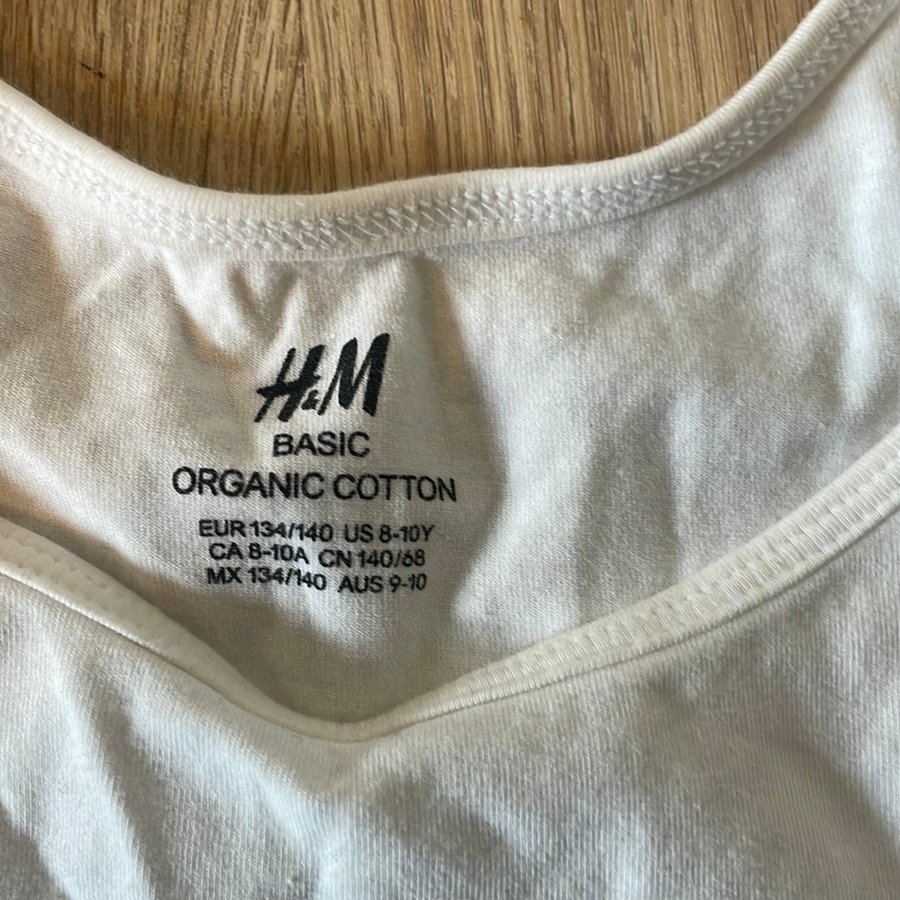 H&M
BASIC
ORGANIC COTTON
EUR 134/140 US 8-10Y
CA 8-10A CN 140/68
MX 134/140 AUS 9-10